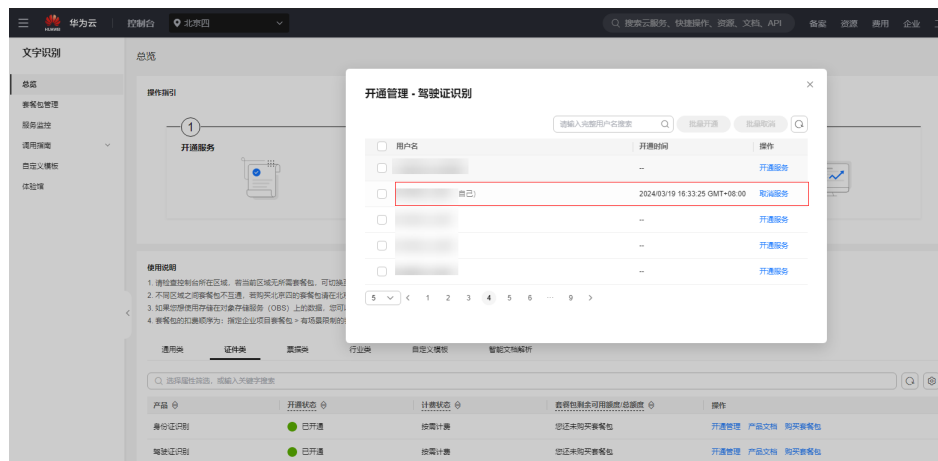 HUAWEI 华为云 控制台 北京四 搜索云服务、快捷操作、资源、文档、API 备案 资源 费用 企业
文字识别
总览
总览
套餐包管理
服务监控
调用指南
自定义模板
体验馆
操作指引
1
开通服务
开通管理 - 驾驶证识别
请输入完整用户名搜索 批量开通 批量取消
用户名 开通时间 操作
-- 开通服务
自己) 2024/03/19 16:33:25 GMT+08:00 取消服务
-- 开通服务
-- 开通服务
-- 开通服务
5 1 2 3 4 5 6 ... 9
使用说明
1. 请检查控制台所在区域，若当前区域无所需套餐包，可切换
2. 不同区域之间套餐包不互通，若购买北京四的套餐包请在北
3. 如果您想使用存储在对象存储服务（OBS）上的数据，您可
4. 套餐包的扣费顺序为：指定企业项目套餐包 > 有场景限制的
通用类 证件类 票据类 行业类 自定义模板 智能文档解析
选择属性筛选，或输入关键字搜索
产品 开通状态 计费状态 套餐包剩余可用额度/总额度 操作
身份证识别 已开通 按需计费 您还未购买套餐包 开通管理 产品文档 购买套餐包
驾驶证识别 已开通 按需计费 您还未购买套餐包 开通管理 产品文档 购买套餐包